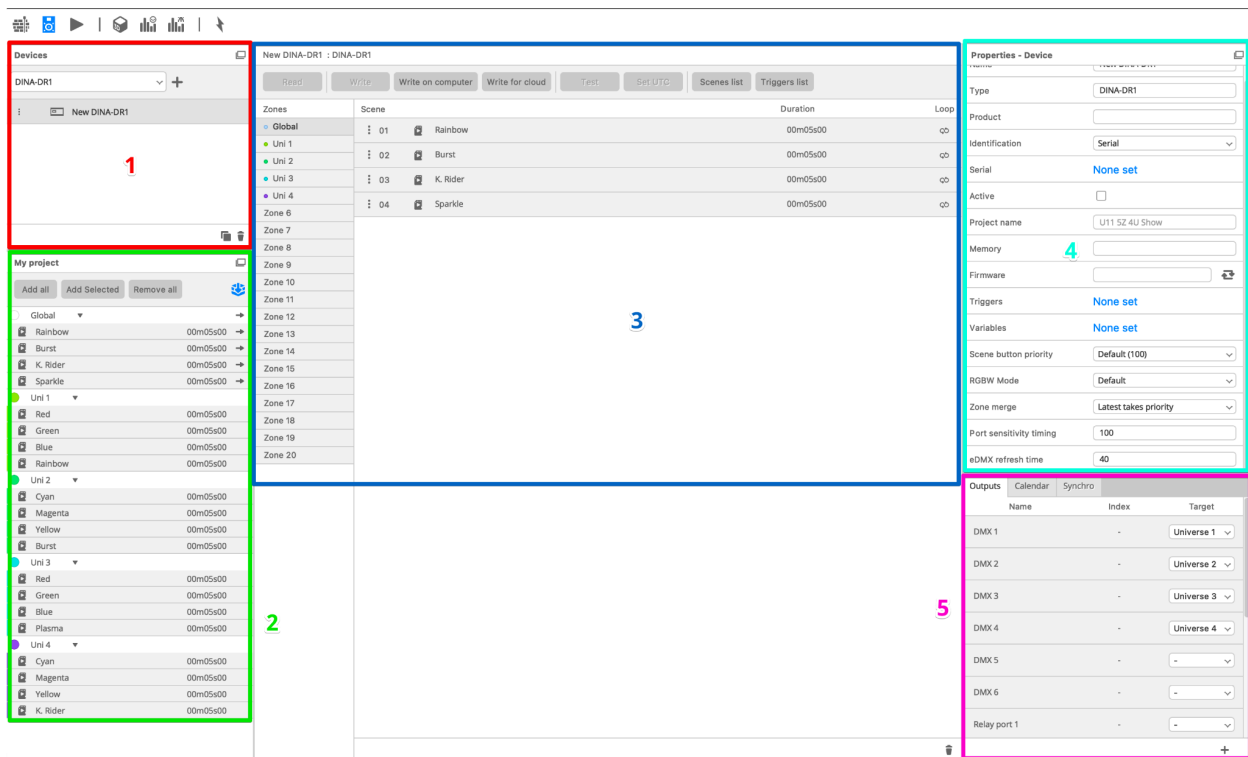 Devices
DINA-DR1
New DINA-DR1
1
My project
Add all Add Selected Remove all
Global
Rainbow 00m05s00
Burst 00m05s00
K. Rider 00m05s00
Sparkle 00m05s00
Uni 1
Red 00m05s00
Green 00m05s00
Blue 00m05s00
Rainbow 00m05s00
Uni 2
Cyan 00m05s00
Magenta 00m05s00
Yellow 00m05s00
Burst 00m05s00
Uni 3
Red 00m05s00
Green 00m05s00
Blue 00m05s00
Plasma 00m05s00
Uni 4
Cyan 00m05s00
Magenta 00m05s00
Yellow 00m05s00
K. Rider 00m05s00
2
New DINA-DR1 : DINA-DR1
Read Write Write on computer Write for cloud Test Set UTC Scenes list Triggers list
Zones
Global
Uni 1
Uni 2
Uni 3
Uni 4
Zone 6
Zone 7
Zone 8
Zone 9
Zone 10
Zone 11
Zone 12
Zone 13
Zone 14
Zone 15
Zone 16
Zone 17
Zone 18
Zone 19
Zone 20
Scene Duration Loop
01 Rainbow 00m05s00
02 Burst 00m05s00
03 K. Rider 00m05s00
04 Sparkle 00m05s00
3
Properties - Device
Name New DINA-DR1
Type DINA-DR1
Product
Identification Serial
Serial None set
Active
Project name U11 5Z 4U Show
Memory
4
Firmware
Triggers None set
Variables None set
Scene button priority Default (100)
RGBW Mode Default
Zone merge Latest takes priority
Port sensitivity timing 100
eDMX refresh time 40
Outputs Calendar Synchro
Name Index Target
DMX 1 - Universe 1
DMX 2 - Universe 2
DMX 3 - Universe 3
5
DMX 4 - Universe 4
DMX 5 - -
DMX 6 - -
Relay port 1 - -